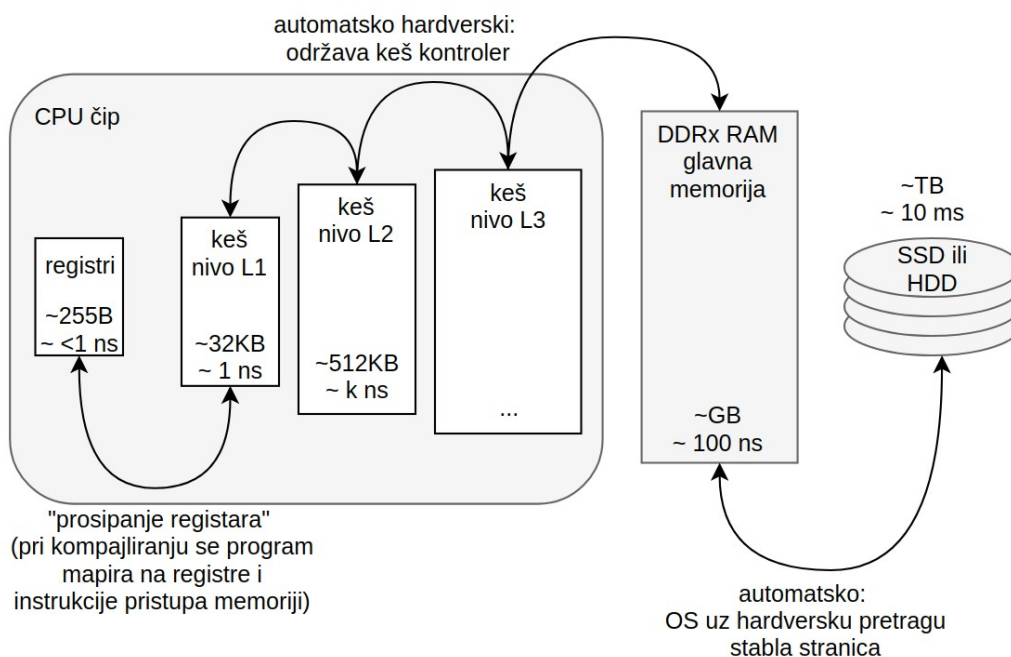 automatsko hardverski:
održava keš kontroler
CPU čip
registri
~255B
~ <1 ns
keš
nivo L1
~32KB
~ 1 ns
keš
nivo L2
~512KB
~ k ns
keš
nivo L3
...
DDRx RAM
glavna
memorija
~GB
~ 100 ns
~TB
~ 10 ms
SSD ili
HDD
"prosipanje registara"
(pri kompajliranju se program
mapira na registre i
instrukcije pristupa memoriji)
automatsko:
OS uz hardversku pretragu
stabla stranica